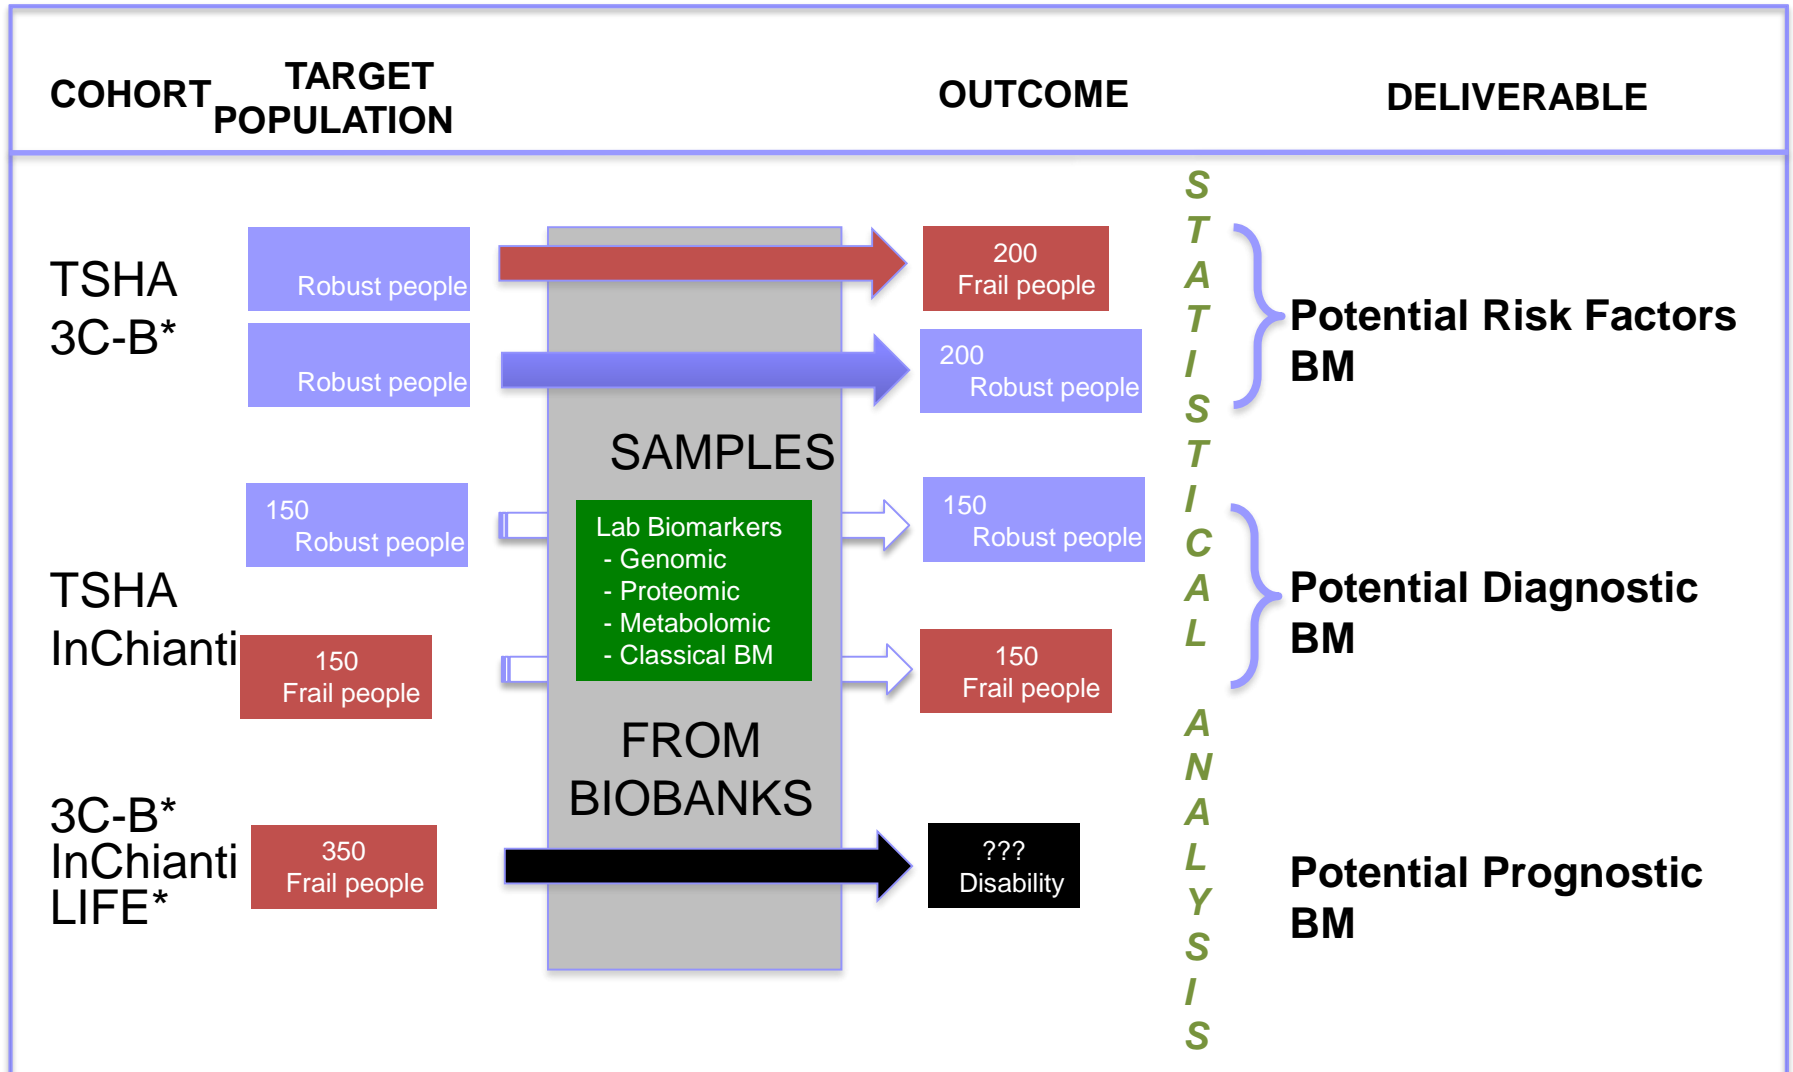 COHORT
TARGET
POPULATION
OUTCOME
DELIVERABLE
TSHA
3C-B*
Robust people
200
Frail people
Robust people
200
Robust people
Potential Risk Factors
BM
SAMPLES
TSHA
InChianti
150
Robust people
Lab Biomarkers
- Genomic
- Proteomic
- Metabolomic
- Classical BM
150
Robust people
150
Frail people
150
Frail people
Potential Diagnostic
BM
FROM
BIOBANKS
3C-B*
InChianti
LIFE*
350
Frail people
???
Disability
Potential Prognostic
BM
STATISTICAL ANALYSIS